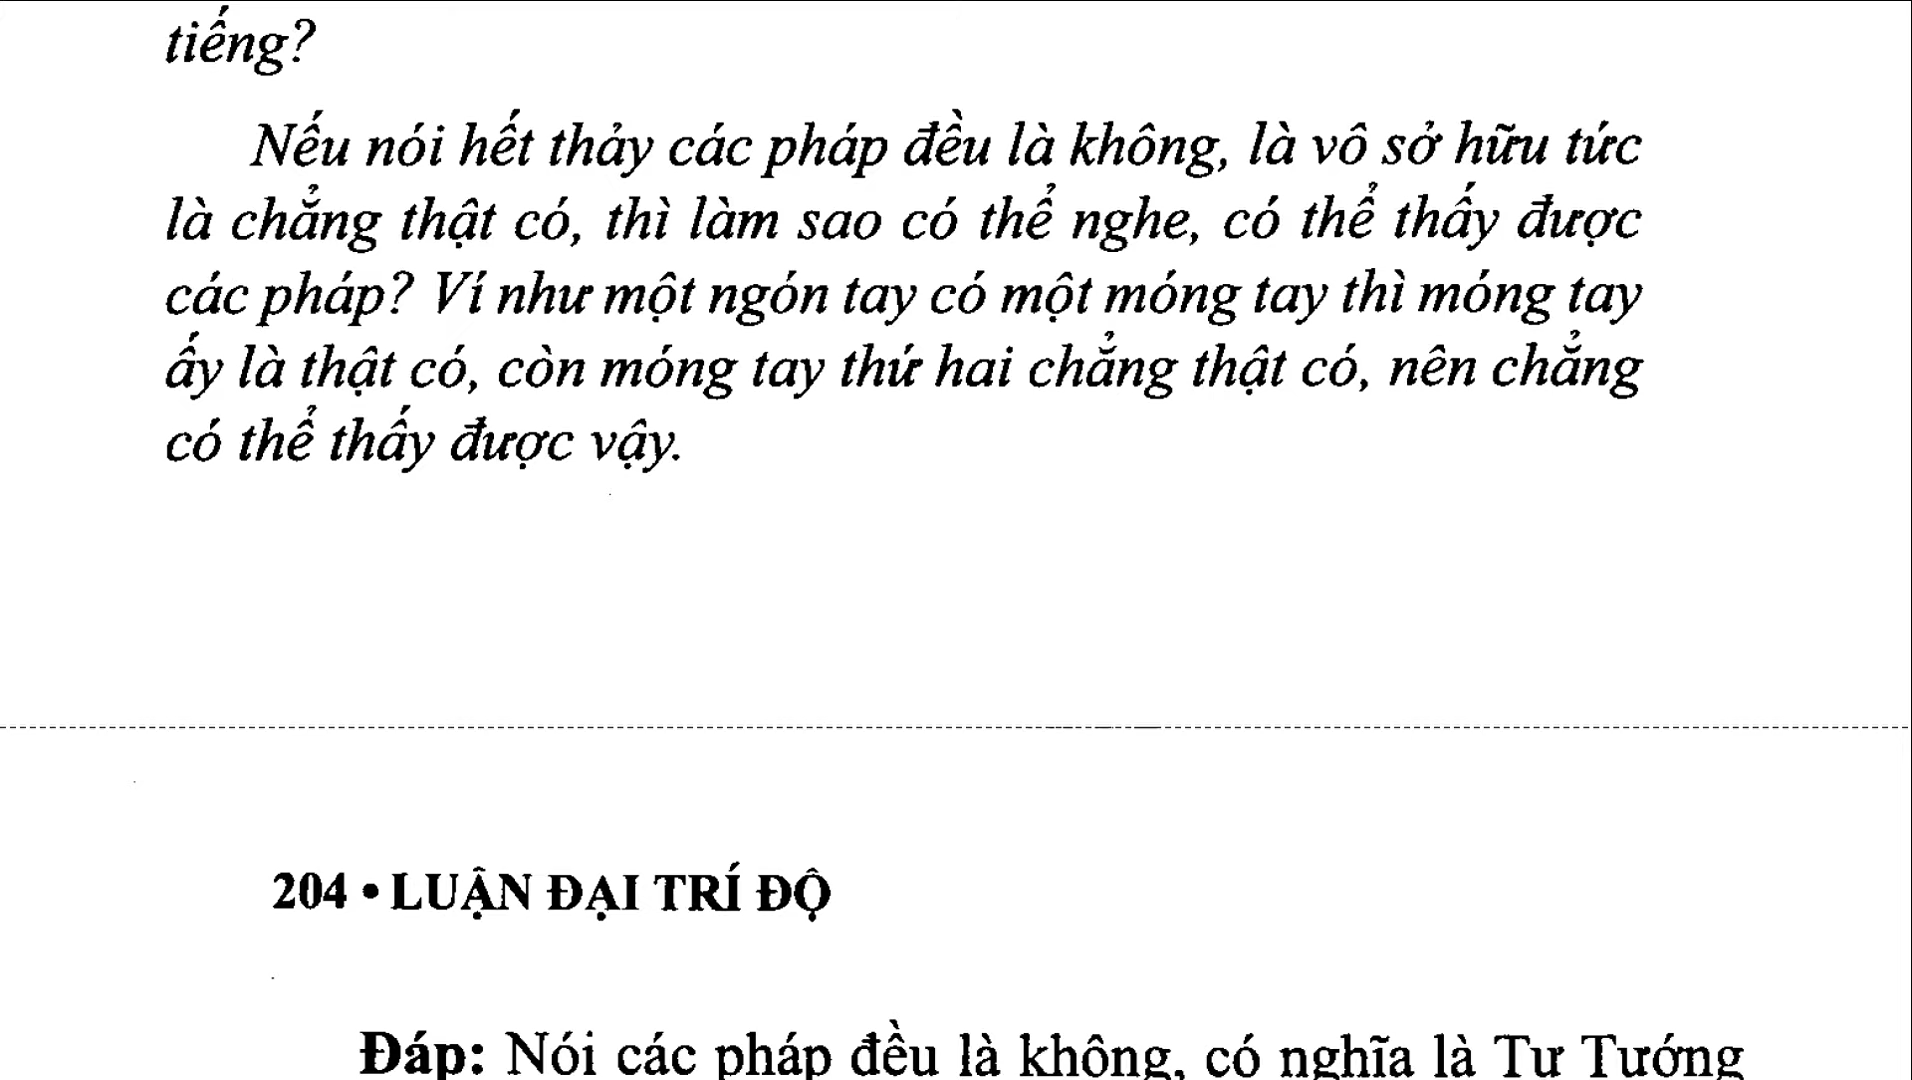 tiếng?
Nếu nói hết thảy các pháp đều là không, là vô sở hữu tức
là chẳng thật có, thì làm sao có thể nghe, có thể thấy được
các pháp? Ví như một ngón tay có một móng tay thì móng tay
ấy là thật có, còn móng tay thứ hai chẳng thật có, nên chẳng
có thể thấy được vậy.
204 • LUẬN ĐẠI TRÍ ĐỘ
Đáp: Nói các pháp đều là không, có nghĩa là Tư Tướng